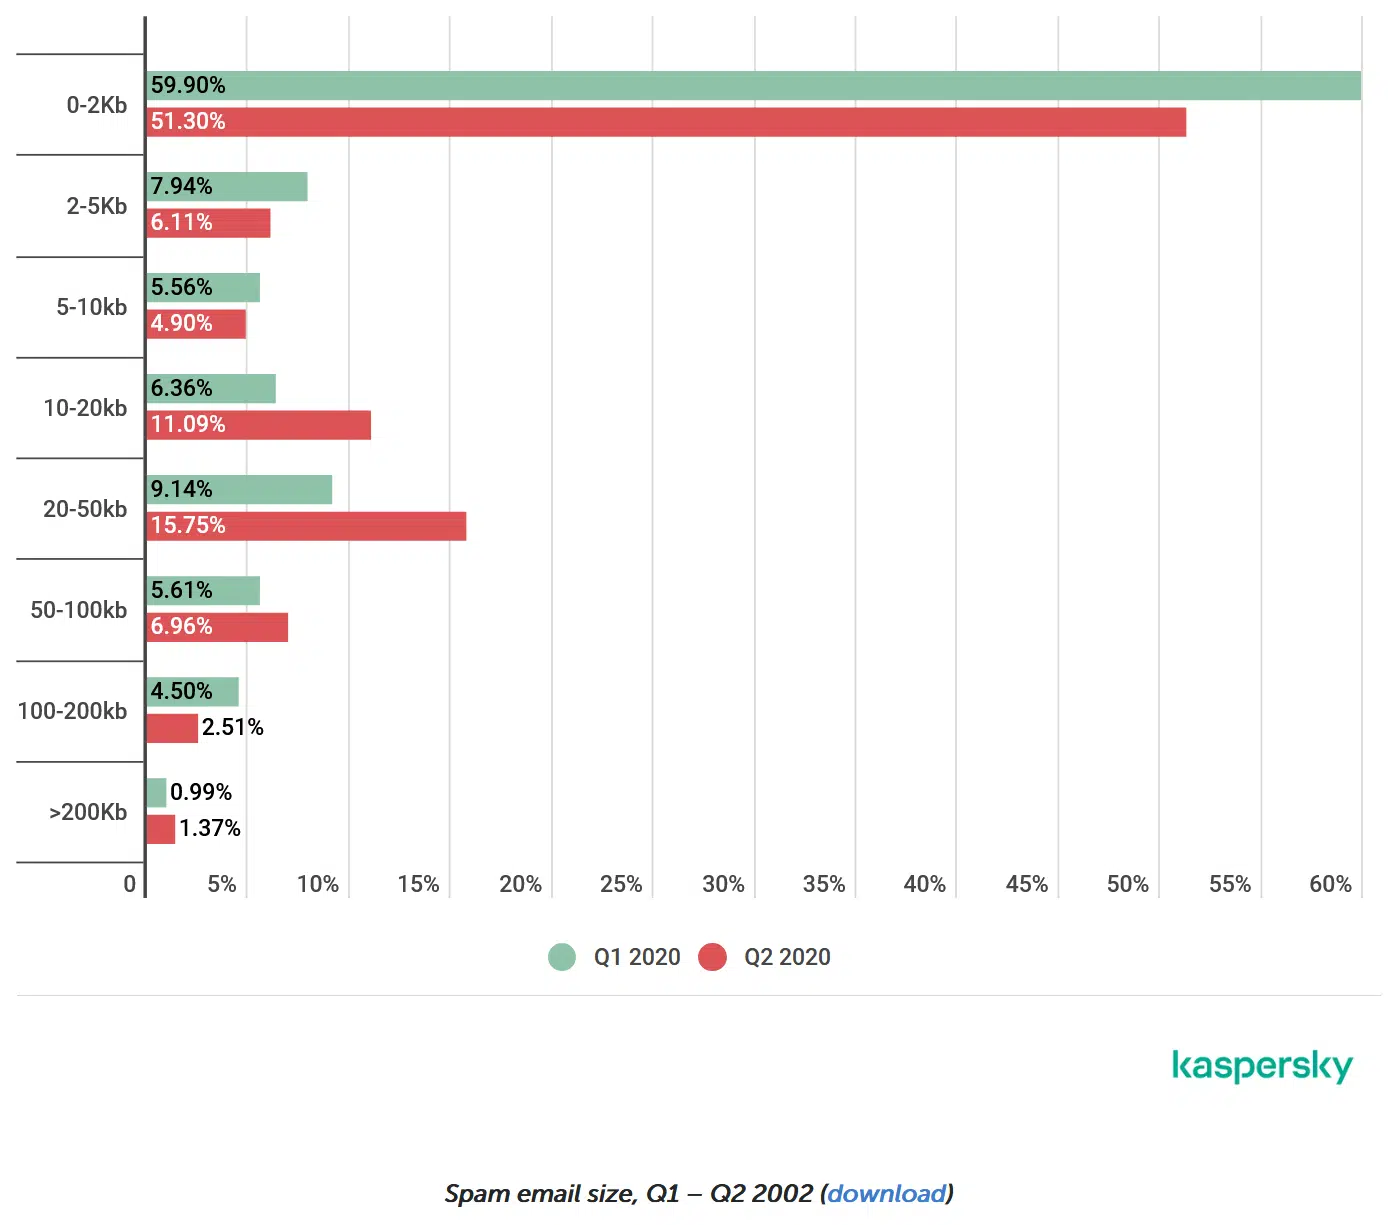 59.90%
0-2Kb
51.30%
7.94%
2-5Kb
6.11%
5.56%
5-10kb
4.90%
6.36%
10-20kb
11.09%
9.14%
20-50kb
15.75%
5.61%
50-100kb
6.96%
4.50%
100-200kb
2.51%
0.99%
>200Kb
1.37%
0 5% 10% 15% 20% 25% 30% 35% 40% 45% 50% 55% 60%
Q1 2020 Q2 2020
kaspersky
Spam email size, Q1 – Q2 2002 (download)